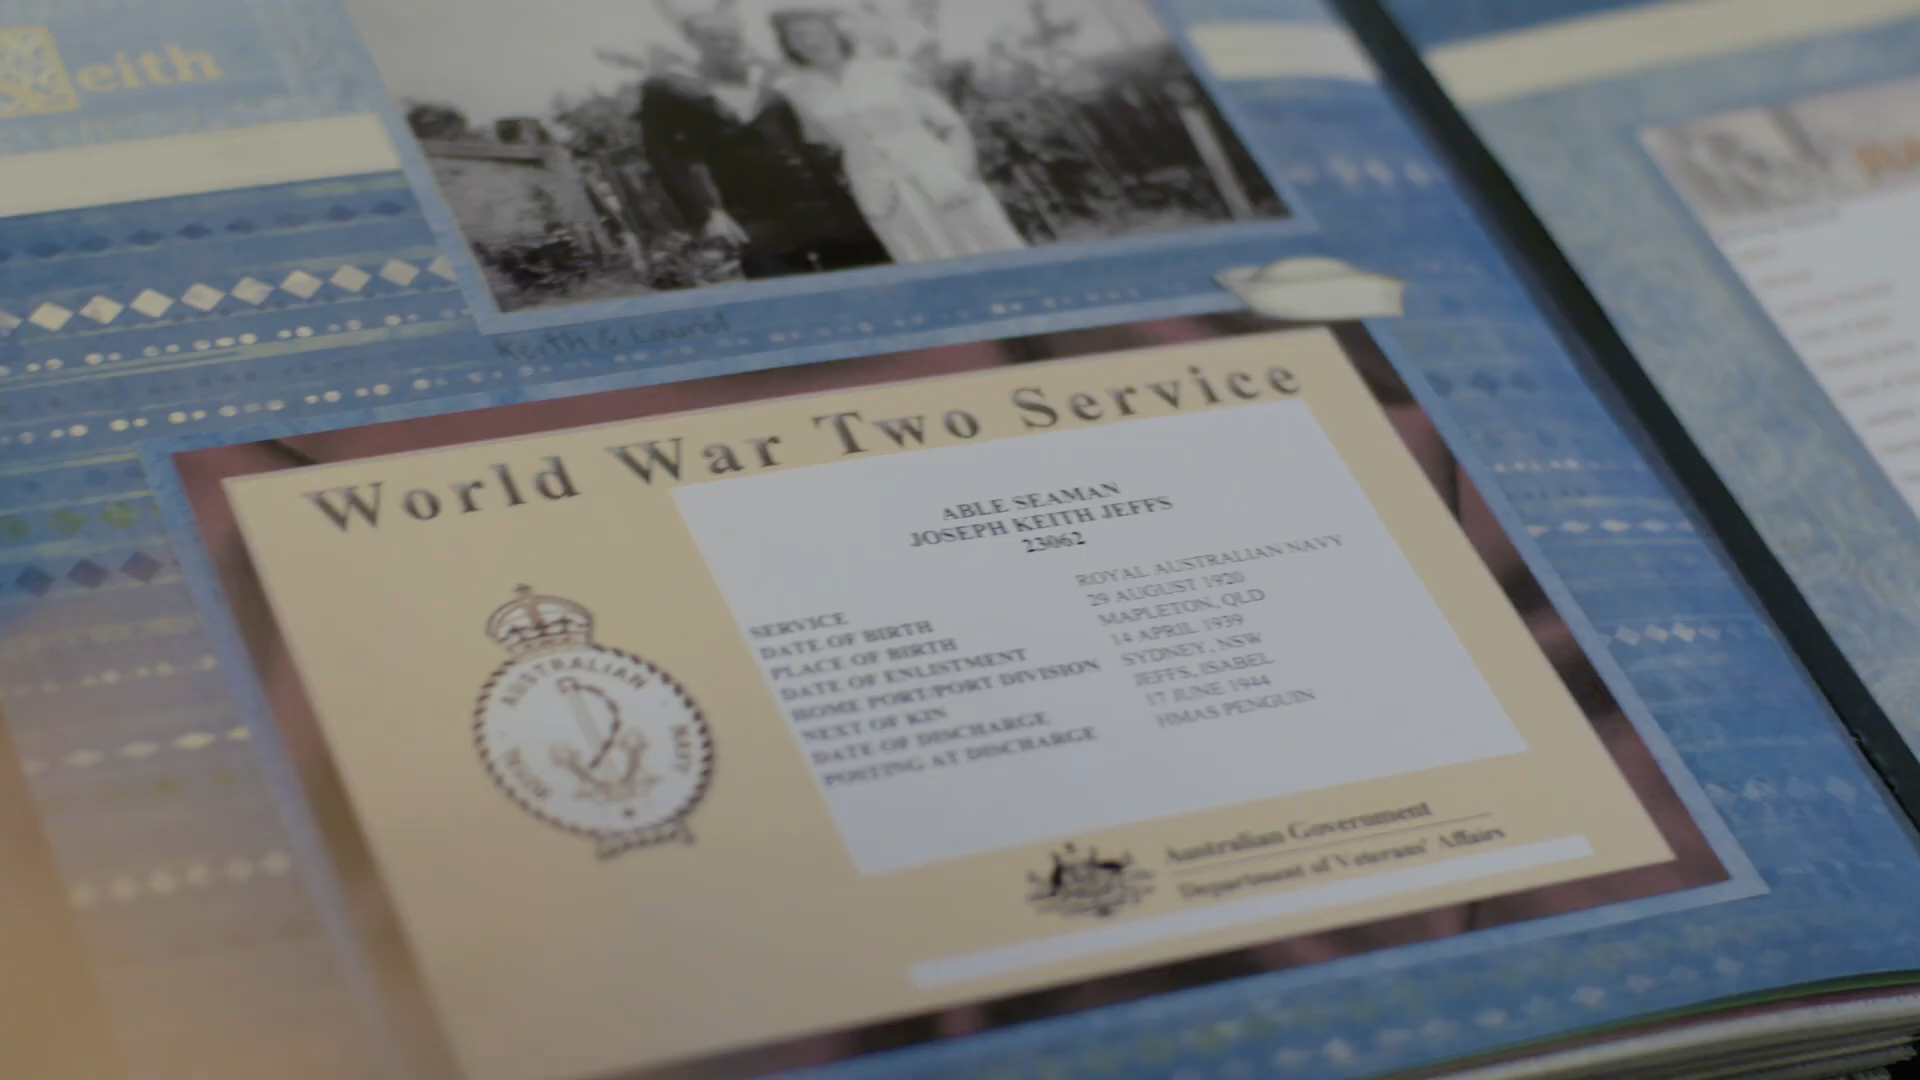 Keith
Keith & Laurel
World War Two Service
ABLE SEAMAN
JOSEPH KEITH JEFFS
23062
SERVICE ROYAL AUSTRALIAN NAVY
DATE OF BIRTH 29 AUGUST 1920
PLACE OF BIRTH MAPLETON, QLD
DATE OF ENLISTMENT 14 APRIL 1939
HOME PORT/PORT DIVISION SYDNEY, NSW
NEXT OF KIN JEFFS, ISABEL
DATE OF DISCHARGE 17 JUNE 1944
POSTING AT DISCHARGE HMAS PENGUIN
ROYAL AUSTRALIAN NAVY
Australian Government
Department of Veterans' Affairs